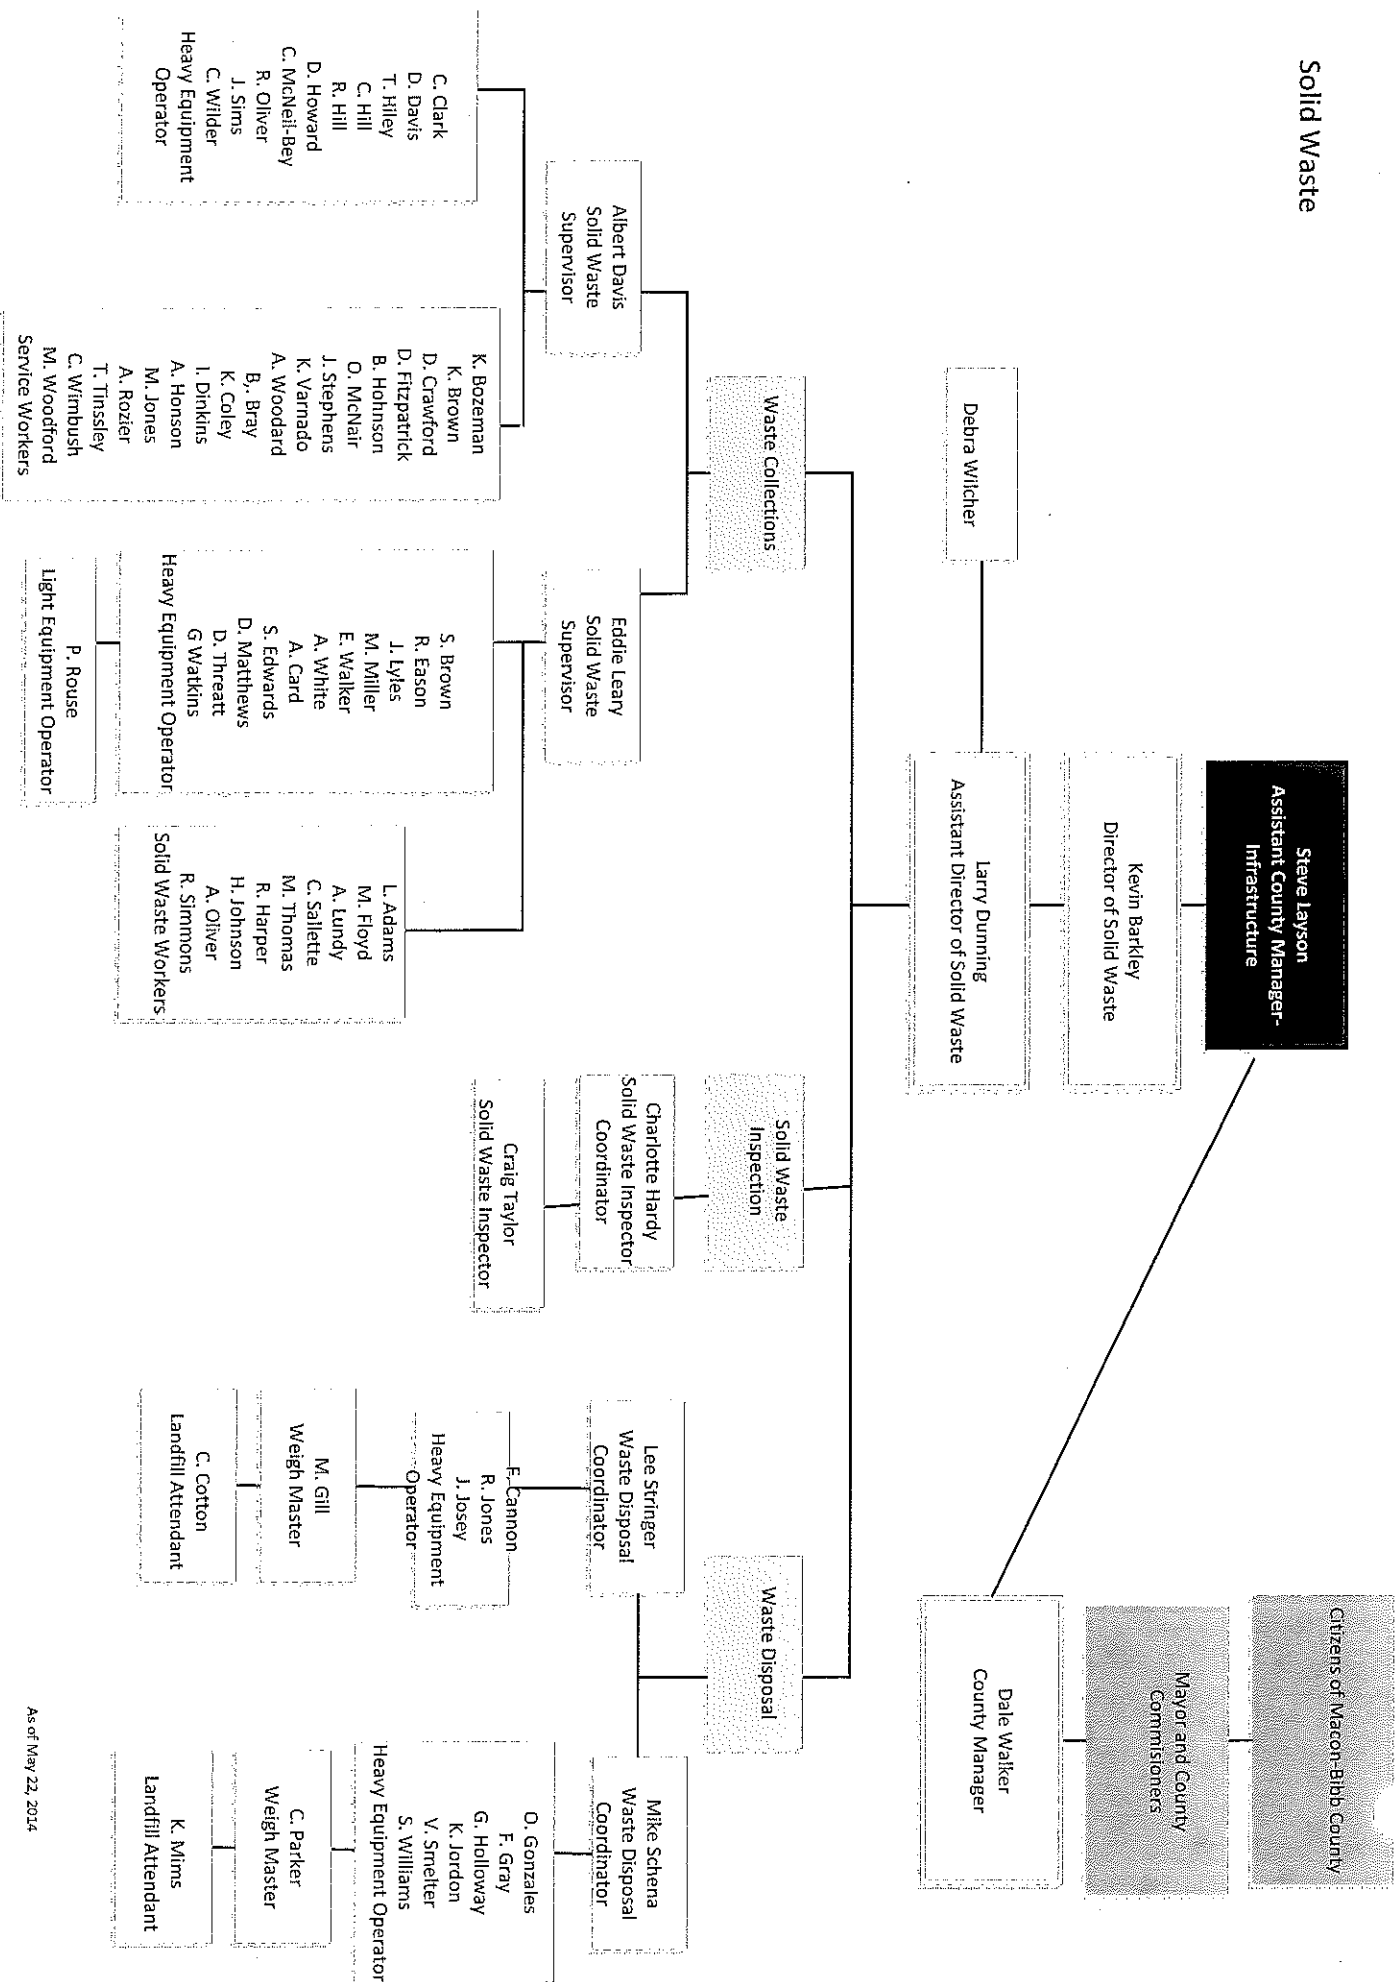 Solid Waste
Citizens of Macon-Bibb County
Mayor and County
Commisioners
Dale Walker
County Manager
Steve Layson
Assistant County Manager-
Infrastructure
Kevin Barkley
Director of Solid Waste
Larry Dunning
Assistant Director of Solid Waste
Debra Wilcher
Waste Collections
Albert Davis
Solid Waste
Supervisor
C. Clark
D. Davis
T. Hiley
C. Hill
R. Hill
D. Howard
C. McNeil-Bey
R. Oliver
J. Sims
C. Wilder
Heavy Equipment
Operator
K. Bozeman
K. Brown
D. Crawford
D. Fitzpatrick
B. Hohnson
O. McNair
J. Stephens
K. Varnado
A. Woodard
B,. Bray
K. Coley
I. Dinkins
A. Honson
M. Jones
A. Rozier
T. Tinssley
C. Wimbush
M. Woodford
Service Workers
Eddie Leary
Solid Waste
Supervisor
S. Brown
R. Eason
J. Lyles
M. Miller
E. Walker
A. White
A. Card
S. Edwards
D. Matthews
D. Threatt
G Watkins
Heavy Equipment Operator
P. Rouse
Light Equipment Operator
I. Adams
M. Floyd
A. Lundy
C. Sallette
M. Thomas
R. Harper
H. Johnson
A. Oliver
R. Simmons
Solid Waste Workers
Solid Waste
Inspection
Charlotte Hardy
Solid Waste Inspector
Coordinator
Craig Taylor
Solid Waste Inspector
Waste Disposal
Lee Stringer
Waste Disposal
Coordinator
F. Cannon
R. Jones
J. Josey
Heavy Equipment
Operator
M. Gill
Weigh Master
C. Cotton
Landfill Attendant
Mike Schena
Waste Disposal
Coordinator
O. Gonzales
F. Gray
G. Holloway
K. Jordon
V. Smelter
S. Williams
Heavy Equipment Operator
C. Parker
Weigh Master
K. Mims
Landfill Attendant
As of May 22, 2014